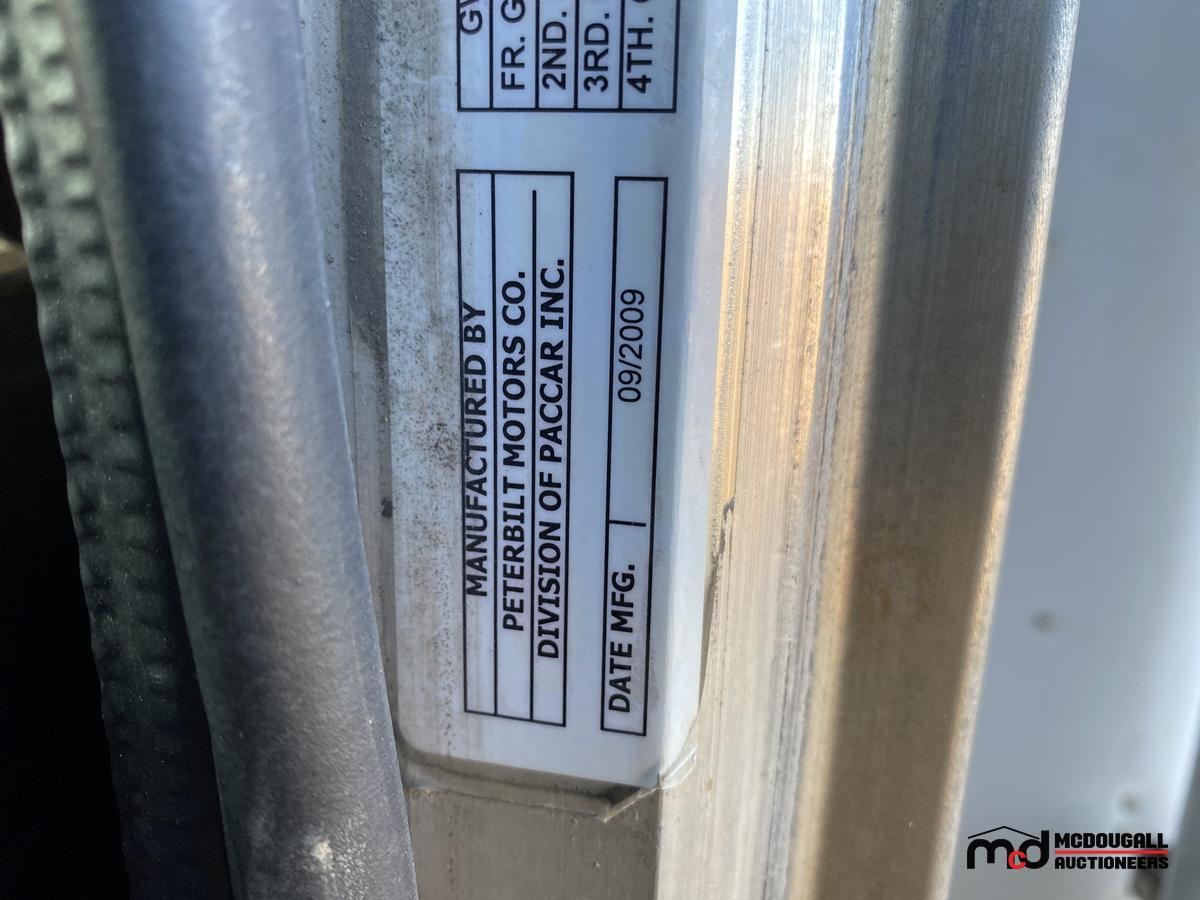 FR. G
2ND.
3RD.
4TH.
MANUFACTURED BY
PETERBILT MOTORS CO.
DIVISION OF PACCAR INC.
DATE MFG. 09/2009
mcd MCDOUGALL
AUCTIONEERS